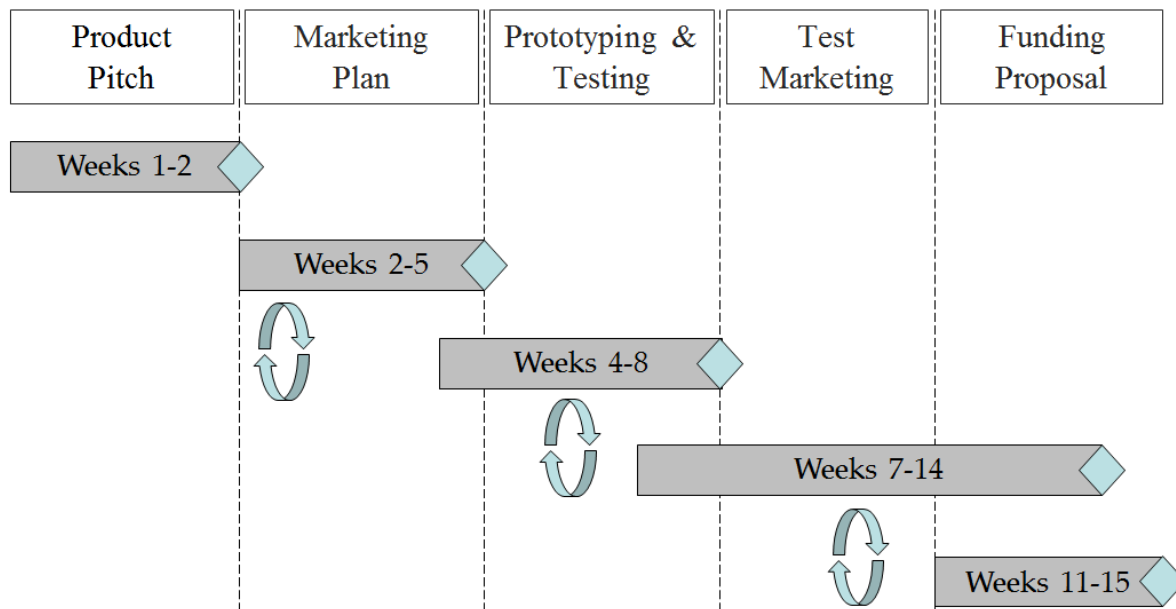 Product
Pitch
Marketing
Plan
Prototyping &
Testing
Test
Marketing
Funding
Proposal
Weeks 1-2
Weeks 2-5
Weeks 4-8
Weeks 7-14
Weeks 11-15